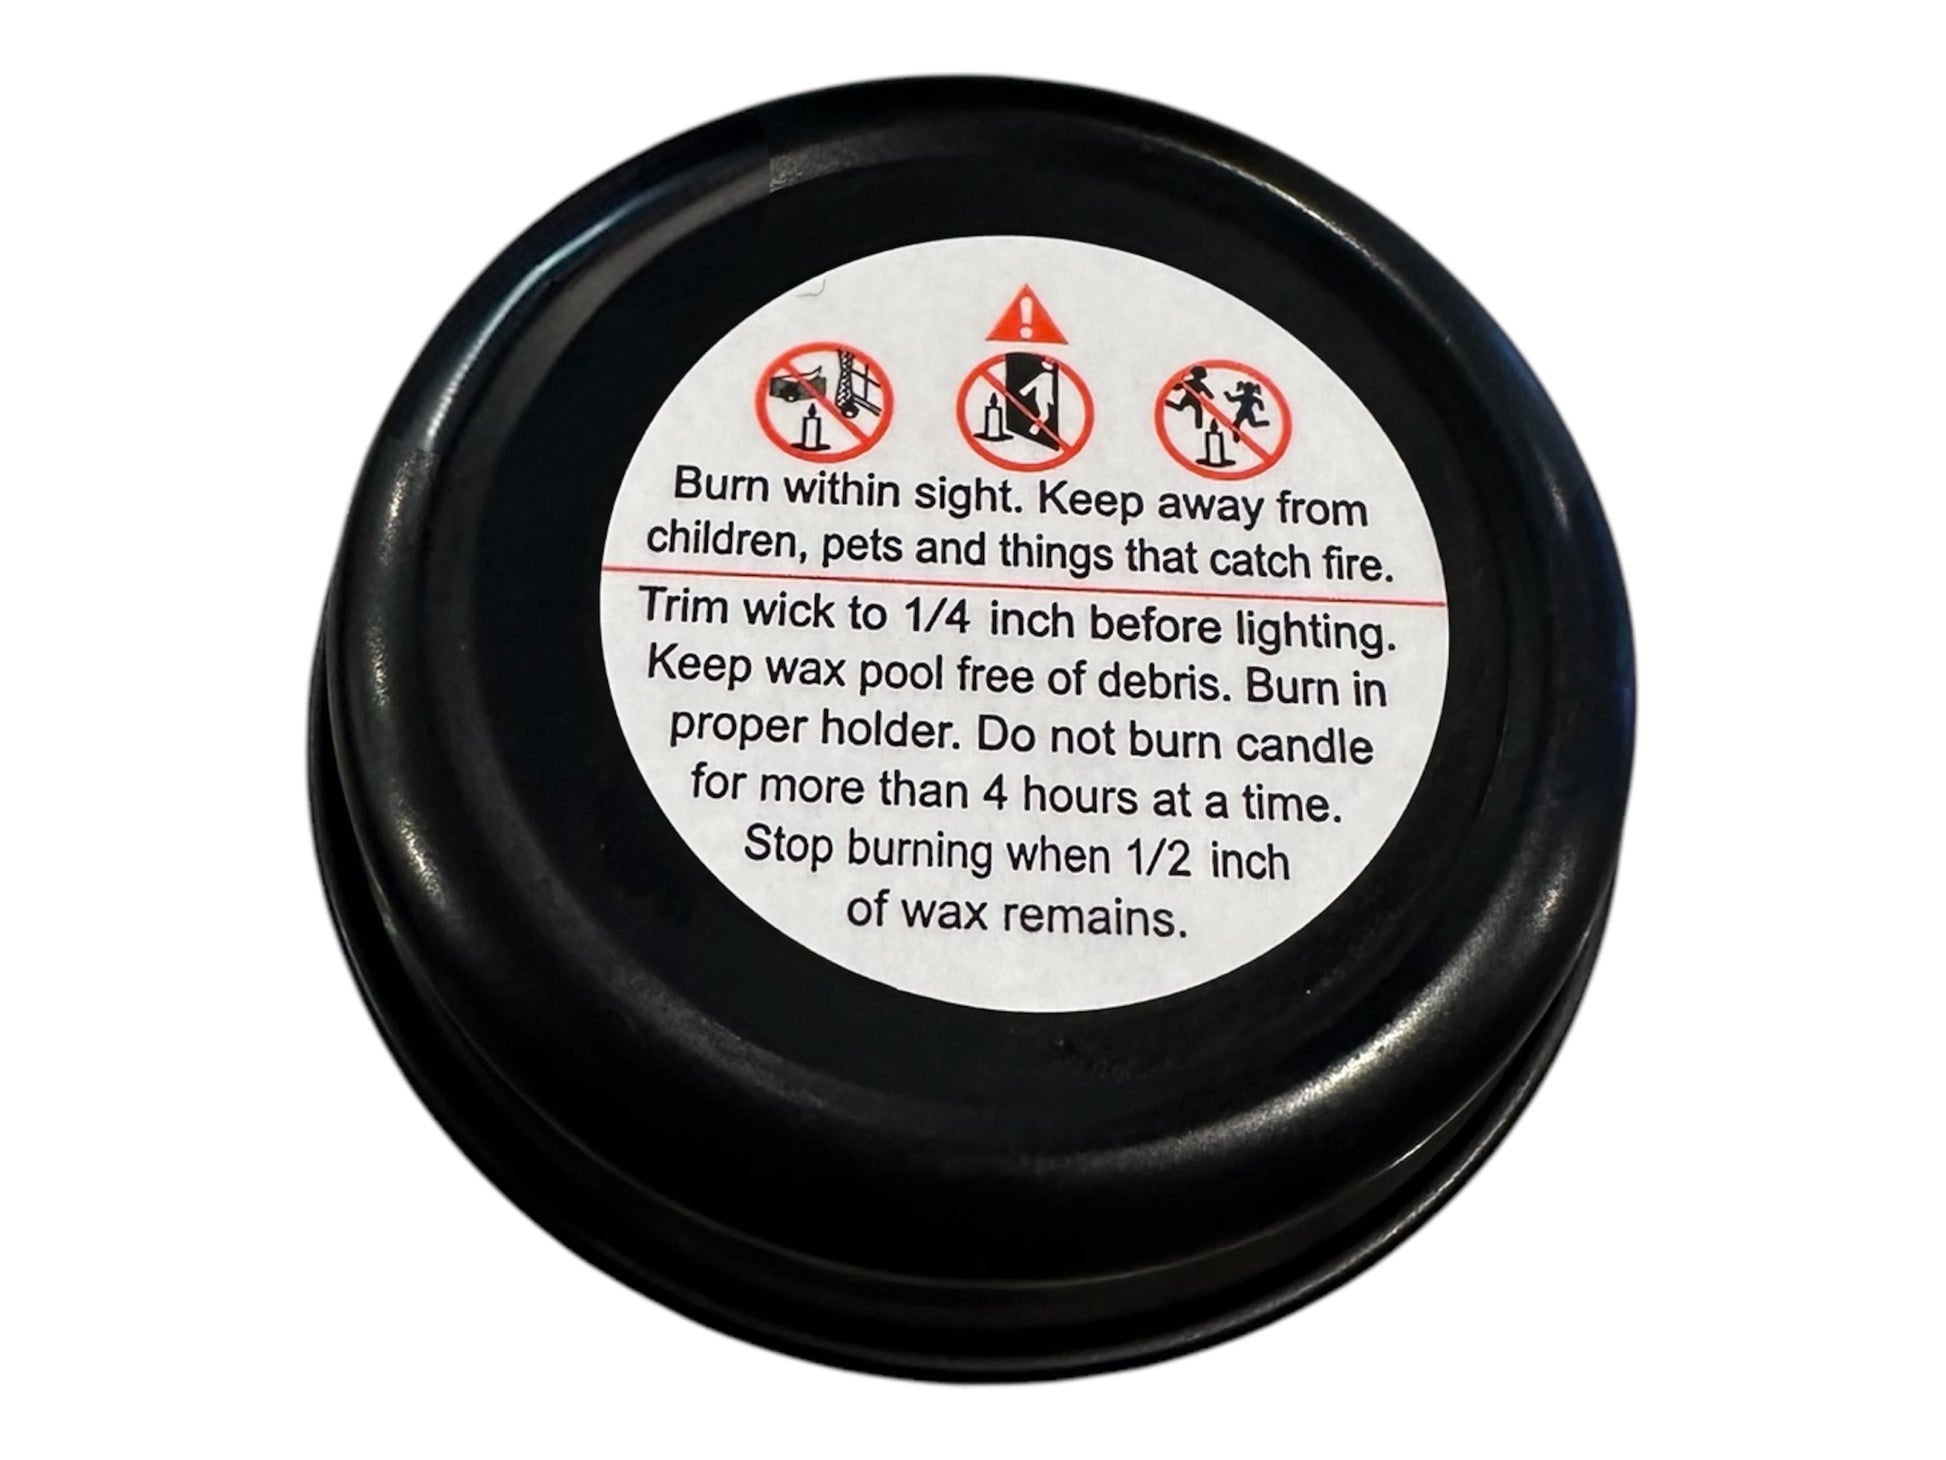 !
Burn within sight. Keep away from
children, pets and things that catch fire.
Trim wick to 1/4 inch before lighting.
Keep wax pool free of debris. Burn in
proper holder. Do not burn candle
for more than 4 hours at a time.
Stop burning when 1/2 inch
of wax remains.